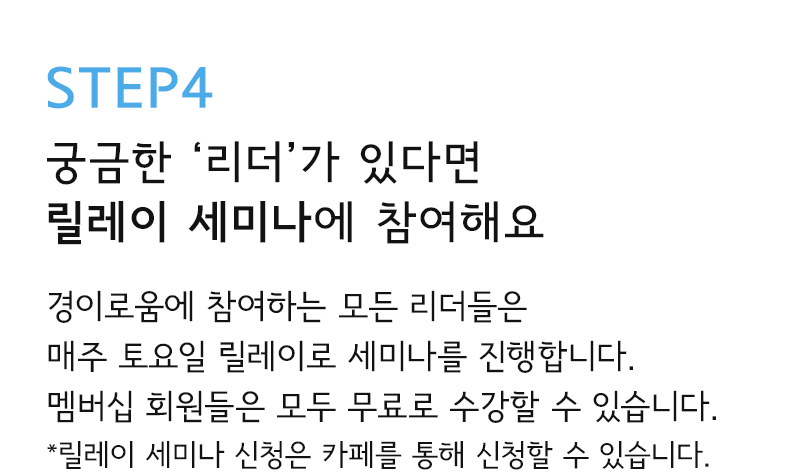 STEP4
궁금한 ‘리더’가 있다면
릴레이 세미나에 참여해요
경이로움에 참여하는 모든 리더들은
매주 토요일 릴레이로 세미나를 진행합니다.
멤버십 회원들은 모두 무료로 수강할 수 있습니다.
*릴레이 세미나 신청은 카페를 통해 신청할 수 있습니다.